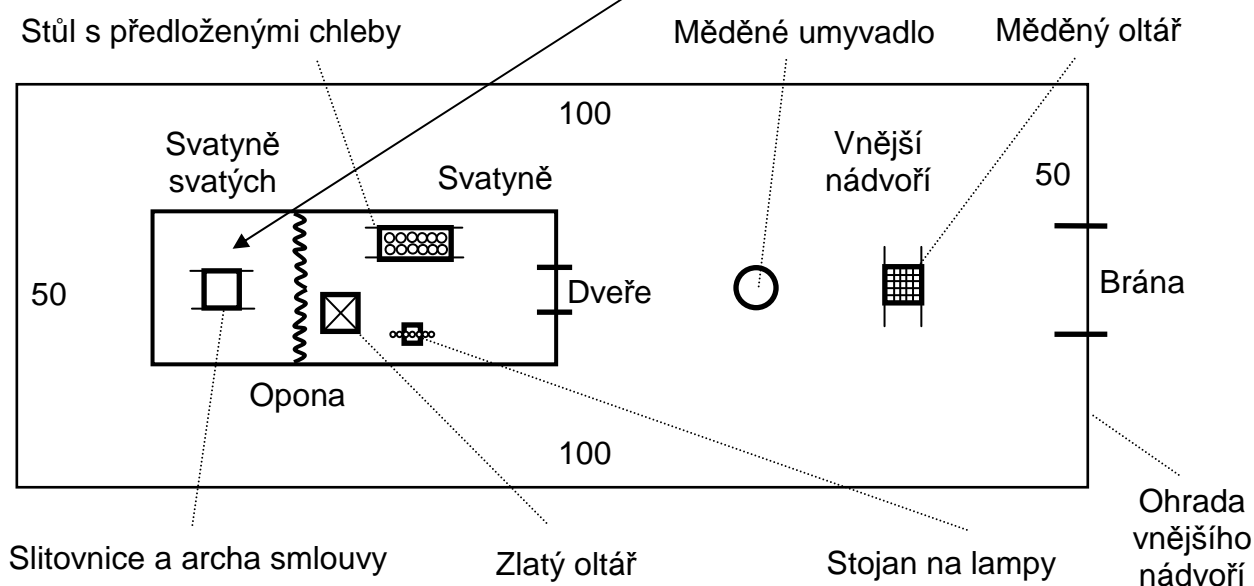 Stůl s předloženými chleby
Měděné umyvadlo
Měděný oltář
100
Svatyně
svatých
Svatyně
Vnější
nádvoří
50
50
Dveře
Brána
Opona
100
Slitovnice a archa smlouvy
Zlatý oltář
Stojan na lampy
Ohrada
vnějšího
nádvoří